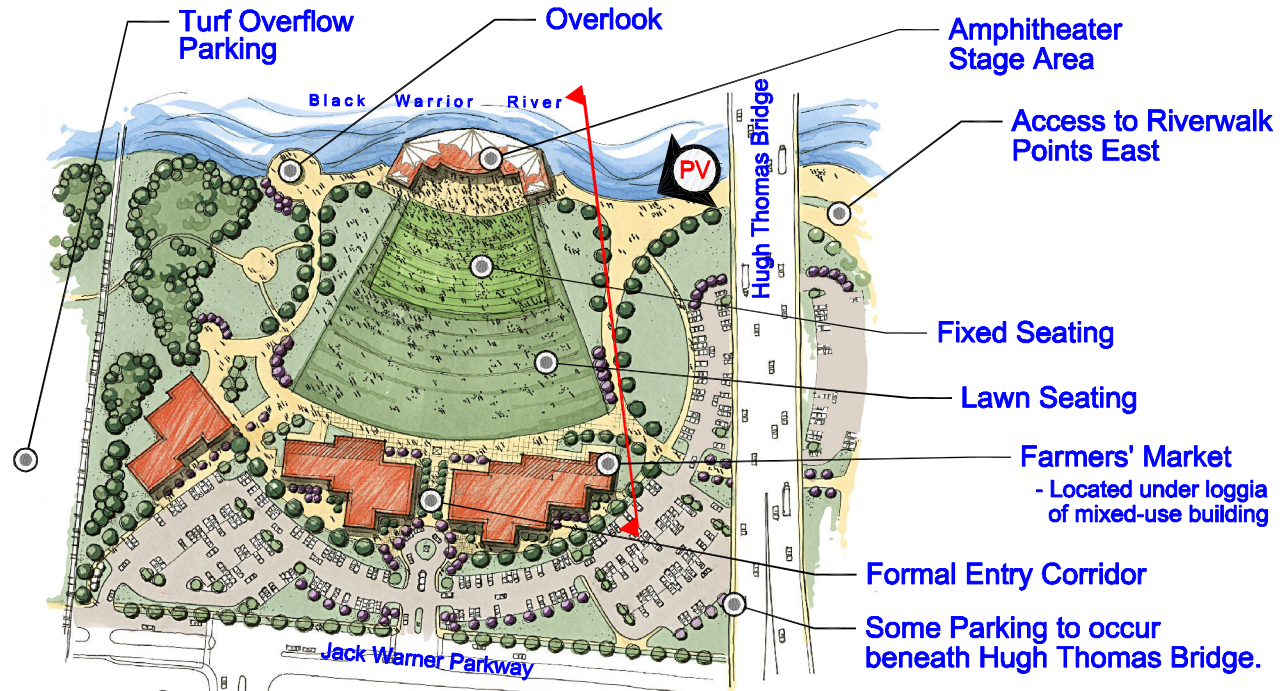 Turf Overflow
Parking
Overlook
Amphitheater
Stage Area
Black Warrior River
Hugh Thomas Bridge
Access to Riverwalk
Points East
PV
Fixed Seating
Lawn Seating
Farmers' Market
- Located under loggia
of mixed-use building
Formal Entry Corridor
Some Parking to occur
beneath Hugh Thomas Bridge.
Jack Warner Parkway